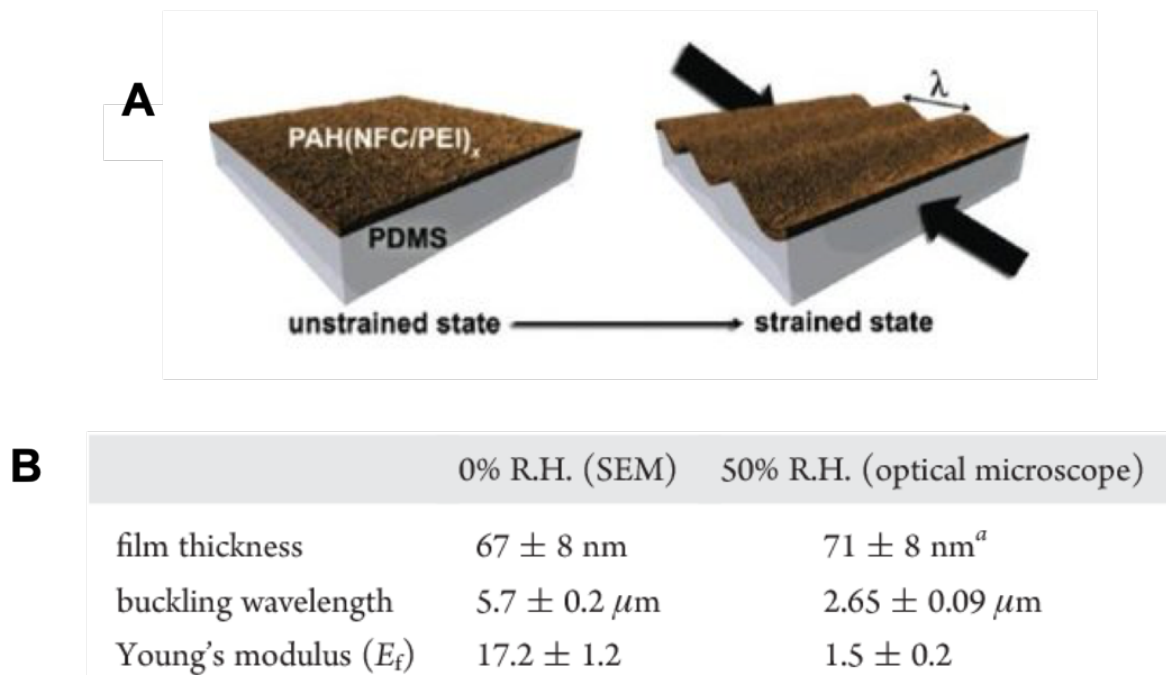 A
PAH(NFC/PEI)x
λ
PDMS
unstrained state
strained state
B
0% R.H. (SEM) 50% R.H. (optical microscope)
film thickness 67 ± 8 nm 71 ± 8 nmᵃ
buckling wavelength 5.7 ± 0.2 μm 2.65 ± 0.09 μm
Young's modulus (Ef) 17.2 ± 1.2 1.5 ± 0.2